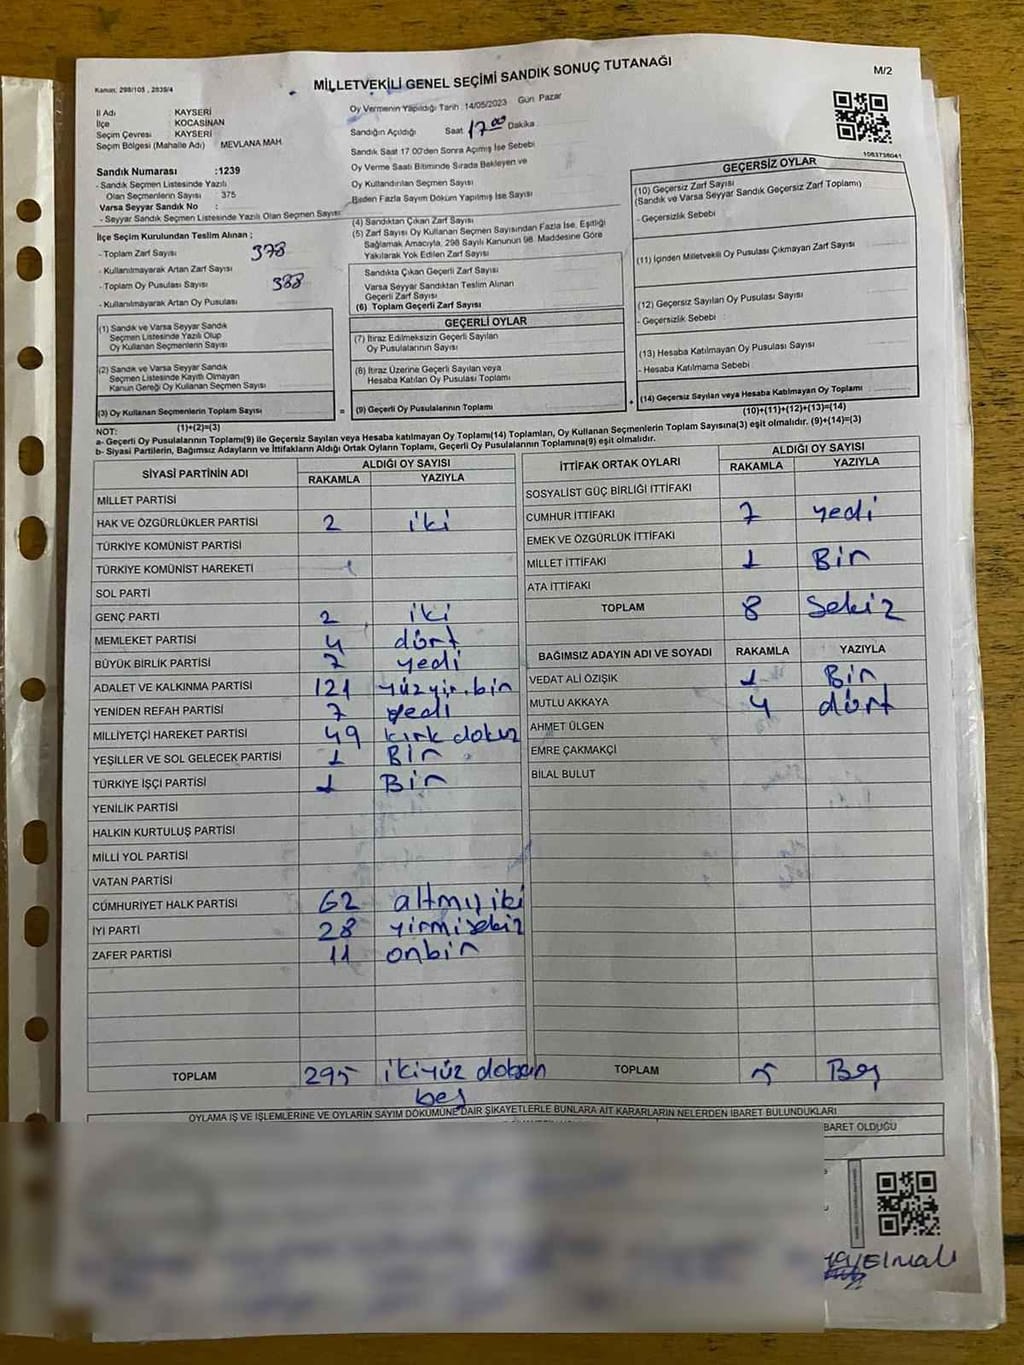 Kanun: 298/105 , 2839/4
MİLLETVEKİLİ GENEL SEÇİMİ SANDIK SONUÇ TUTANAĞI
M/2
İl Adı KAYSERİ
İlçe KOCASİNAN
Seçim Çevresi KAYSERİ
Seçim Bölgesi (Mahalle Adı) MEVLANA MAH.
Sandık Numarası :1239
- Sandık Seçmen Listesinde Yazılı
Olan Seçmenlerin Sayısı 375
Varsa Seyyar Sandık No :
- Seyyar Sandık Seçmen Listesinde Yazılı Olan Seçmen Sayısı
İlçe Seçim Kurulundan Teslim Alınan ;
- Toplam Zarf Sayısı 378
- Kullanılmayarak Artan Zarf Sayısı
- Toplam Oy Pusulası Sayısı 388
- Kullanılmayarak Artan Oy Pusulası
(1) Sandık ve Varsa Seyyar Sandık
Seçmen Listesinde Yazılı Olup
Oy Kullanan Seçmenlerin Sayısı
(2) Sandık ve Varsa Seyyar Sandık
Seçmen Listesinde Kayıtlı Olmayan
Kanun Gereği Oy Kullanan Seçmen Sayısı
(3) Oy Kullanan Seçmenlerin Toplam Sayısı
(1)+(2)=(3)
Oy Vermenin Yapıldığı Tarih 14/05/2023 Gün Pazar
Sandığın Açıldığı Saat 17 00 Dakika
Sandık Saat 17 00'den Sonra Açılmış İse Sebebi
Oy Verme Saati Bitiminde Sırada Bekleyen ve
Oy Kullandırılan Seçmen Sayısı
Birden Fazla Sayım Döküm Yapılmış İse Sayısı
(4) Sandıktan Çıkan Zarf Sayısı
(5) Zarf Sayısı Oy Kullanan Seçmen Sayısından Fazla İse, Eşitliği
Sağlamak Amacıyla, 298 Sayılı Kanunun 98. Maddesine Göre
Yakılarak Yok Edilen Zarf Sayısı
Sandıkta Çıkan Geçerli Zarf Sayısı
Varsa Seyyar Sandıktan Teslim Alınan
Geçerli Zarf Sayısı
(6) Toplam Geçerli Zarf Sayısı
GEÇERLİ OYLAR
(7) İtiraz Edilmeksizin Geçerli Sayılan
Oy Pusulalarının Sayısı
(8) İtiraz Üzerine Geçerli Sayılan veya
Hesaba Katılan Oy Pusulası Toplamı
= (9) Geçerli Oy Pusulalarının Toplamı +
1083738041
GEÇERSİZ OYLAR
(10) Geçersiz Zarf Sayısı
(Sandık ve Varsa Seyyar Sandık Geçersiz Zarf Toplamı)
- Geçersizlik Sebebi
(11) İçinden Milletvekili Oy Pusulası Çıkmayan Zarf Sayısı
(12) Geçersiz Sayılan Oy Pusulası Sayısı
- Geçersizlik Sebebi
(13) Hesaba Katılmayan Oy Pusulası Sayısı
- Hesaba Katılmama Sebebi
(14) Geçersiz Sayılan veya Hesaba Katılmayan Oy Toplamı
(10)+(11)+(12)+(13)=(14)
NOT:
a- Geçerli Oy Pusulalarının Toplamı(9) ile Geçersiz Sayılan veya Hesaba katılmayan Oy Toplamı(14) Toplamları, Oy Kullanan Seçmenlerin Toplam Sayısına(3) eşit olmalıdır. (9)+(14)=(3)
b- Siyasi Partilerin, Bağımsız Adayların ve İttifakların Aldığı Ortak Oyların Toplamı, Geçerli Oy Pusulalarının Toplamına(9) eşit olmalıdır.
SİYASİ PARTİNİN ADI ALDIĞI OY SAYISI
RAKAMLA YAZIYLA
MİLLET PARTİSİ
HAK VE ÖZGÜRLÜKLER PARTİSİ 2 iki
TÜRKİYE KOMÜNİST PARTİSİ
TÜRKİYE KOMÜNİST HAREKETİ
SOL PARTİ
GENÇ PARTİ 2 iki
MEMLEKET PARTİSİ 4 dört
BÜYÜK BİRLİK PARTİSİ 7 yedi
ADALET VE KALKINMA PARTİSİ 121 yüzyir.bin
YENİDEN REFAH PARTİSİ 7 yedi
MİLLİYETÇİ HAREKET PARTİSİ 49 kırk dokuz
YEŞİLLER VE SOL GELECEK PARTİSİ 1 Bir
TÜRKİYE İŞÇİ PARTİSİ 1 Bir
YENİLİK PARTİSİ
HALKIN KURTULUŞ PARTİSİ
MİLLİ YOL PARTİSİ
VATAN PARTİSİ
CUMHURİYET HALK PARTİSİ 62 altmışiki
İYİ PARTİ 28 yirmisekiz
ZAFER PARTİSİ 11 onbir
TOPLAM 295 ikiyüz doksan
beş
İTTİFAK ORTAK OYLARI ALDIĞI OY SAYISI
RAKAMLA YAZIYLA
SOSYALİST GÜÇ BİRLİĞİ İTTİFAKI
CUMHUR İTTİFAKI 7 yedi
EMEK VE ÖZGÜRLÜK İTTİFAKI
MİLLET İTTİFAKI 1 Bir
ATA İTTİFAKI
TOPLAM 8 sekiz
BAĞIMSIZ ADAYIN ADI VE SOYADI RAKAMLA YAZIYLA
VEDAT ALİ ÖZIŞIK 1 Bir
MUTLU AKKAYA 4 dört
AHMET ÜLGEN
EMRE ÇAKMAKÇİ
BİLAL BULUT
TOPLAM 5 Beş
OYLAMA İŞ VE İŞLEMLERİNE VE OYLARIN SAYIM DÖKÜMÜNE DAİR ŞİKAYETLERLE BUNLARA AİT KARARLARIN NELERDEN İBARET BULUNDUKLARI
BARET OLDUĞU